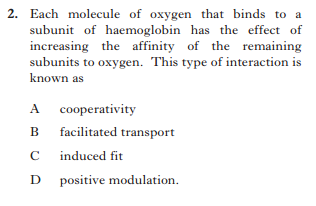 2. Each molecule of oxygen that binds to a
subunit of haemoglobin has the effect of
increasing the affinity of the remaining
subunits to oxygen. This type of interaction is
known as
A cooperativity
B facilitated transport
C induced fit
D positive modulation.